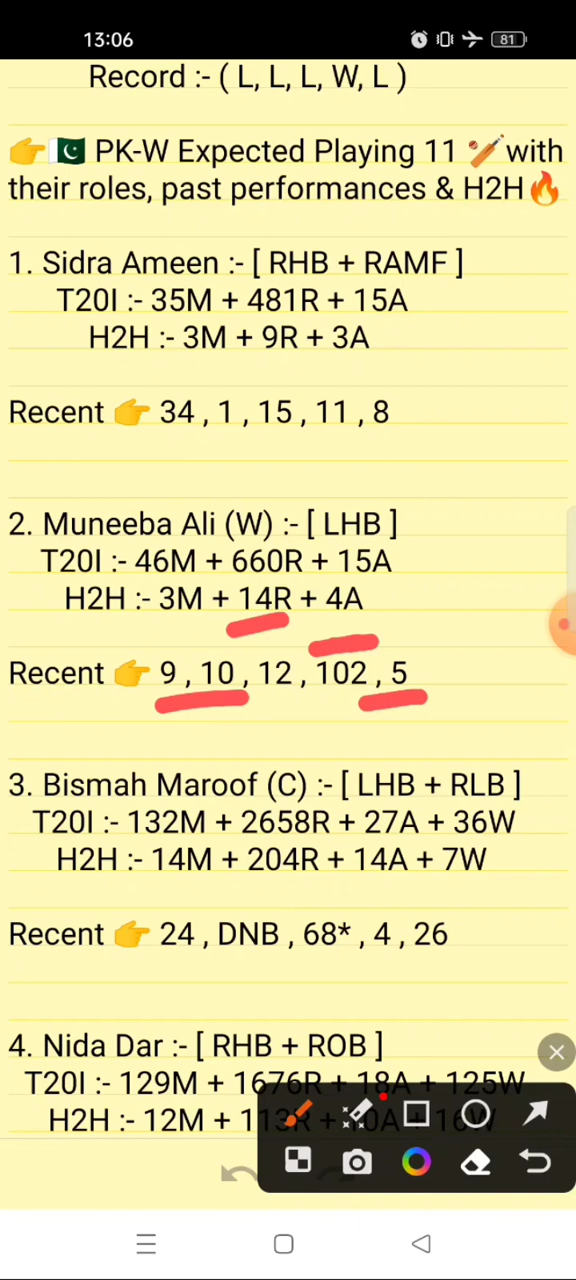 13:06
81
Record :- ( L, L, L, W, L )
👉🇵🇰 PK-W Expected Playing 11 🏏 with
their roles, past performances & H2H🔥
1. Sidra Ameen :- [ RHB + RAMF ]
T20I :- 35M + 481R + 15A
H2H :- 3M + 9R + 3A
Recent 👉 34 , 1 , 15 , 11 , 8
2. Muneeba Ali (W) :- [ LHB ]
T20I :- 46M + 660R + 15A
H2H :- 3M + 14R + 4A
Recent 👉 9 , 10 , 12 , 102 , 5
3. Bismah Maroof (C) :- [ LHB + RLB ]
T20I :- 132M + 2658R + 27A + 36W
H2H :- 14M + 204R + 14A + 7W
Recent 👉 24 , DNB , 68* , 4 , 26
4. Nida Dar :- [ RHB + ROB ]
T20I :- 129M + 1676R + 18A + 125W
H2H :- 12M + 113R + 10A + 16W